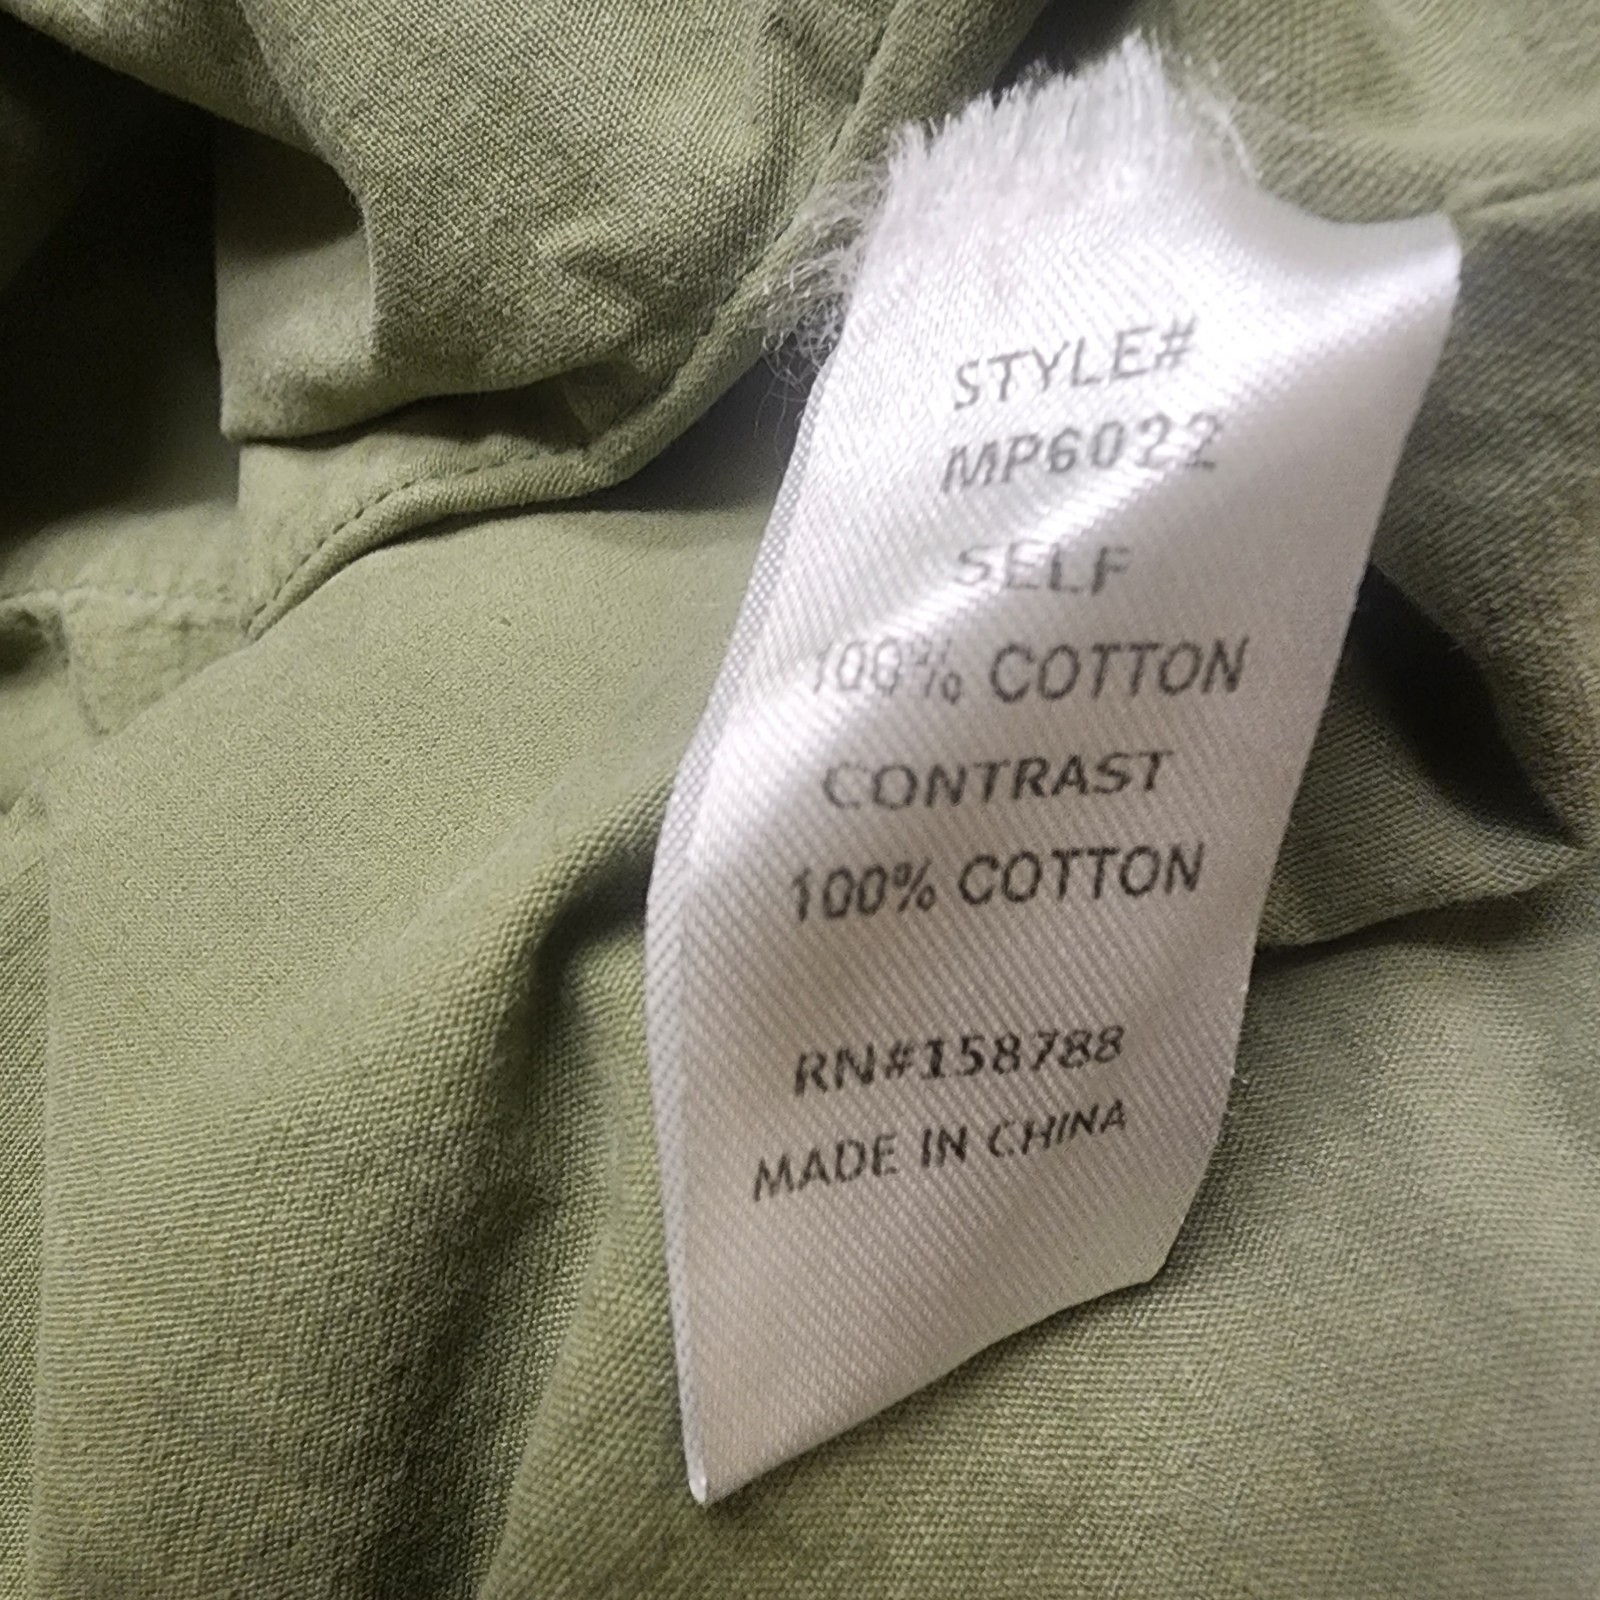 STYLE#
MP6022
SELF
100% COTTON
CONTRAST
100% COTTON
RN#158788
MADE IN CHINA